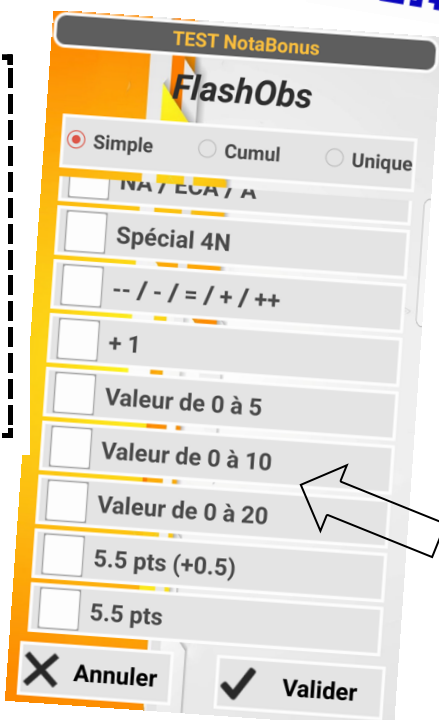 TEST NotaBonus
FlashObs
Simple
Cumul
Unique
NA / ECA / A
Spécial 4N
-- / - / = / + / ++
+ 1
Valeur de 0 à 5
Valeur de 0 à 10
Valeur de 0 à 20
5.5 pts (+0.5)
5.5 pts
Annuler
Valider